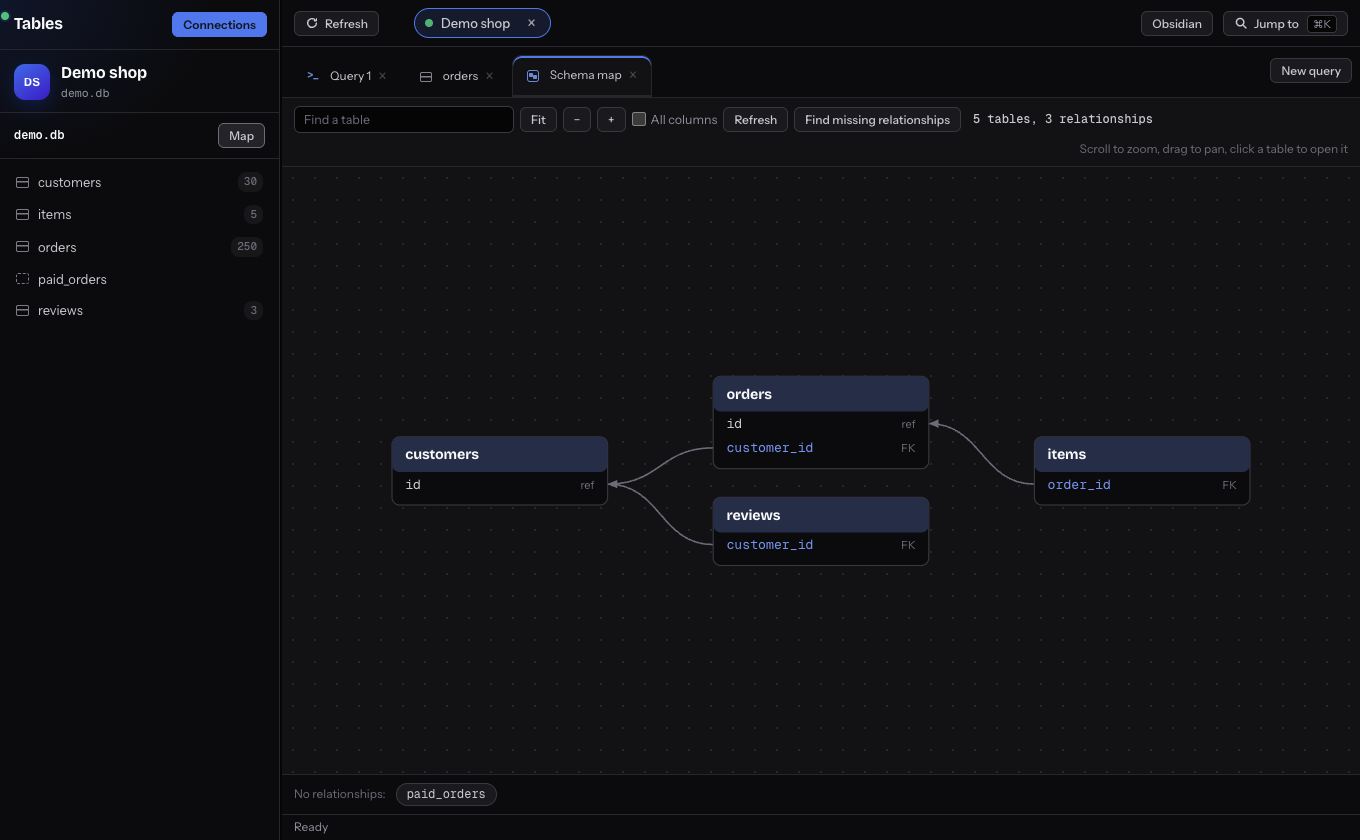 Tables
Connections
Refresh
Demo shop ×
Obsidian
Jump to ⌘K
DS
Demo shop
demo.db
>_ Query 1 ×
orders ×
Schema map ×
New query
demo.db
Map
Find a table
Fit
−
+
All columns
Refresh
Find missing relationships
5 tables, 3 relationships
Scroll to zoom, drag to pan, click a table to open it
customers 30
items 5
orders 250
paid_orders
reviews 3
customers
id ref
orders
id ref
customer_id FK
reviews
customer_id FK
items
order_id FK
No relationships: paid_orders
Ready